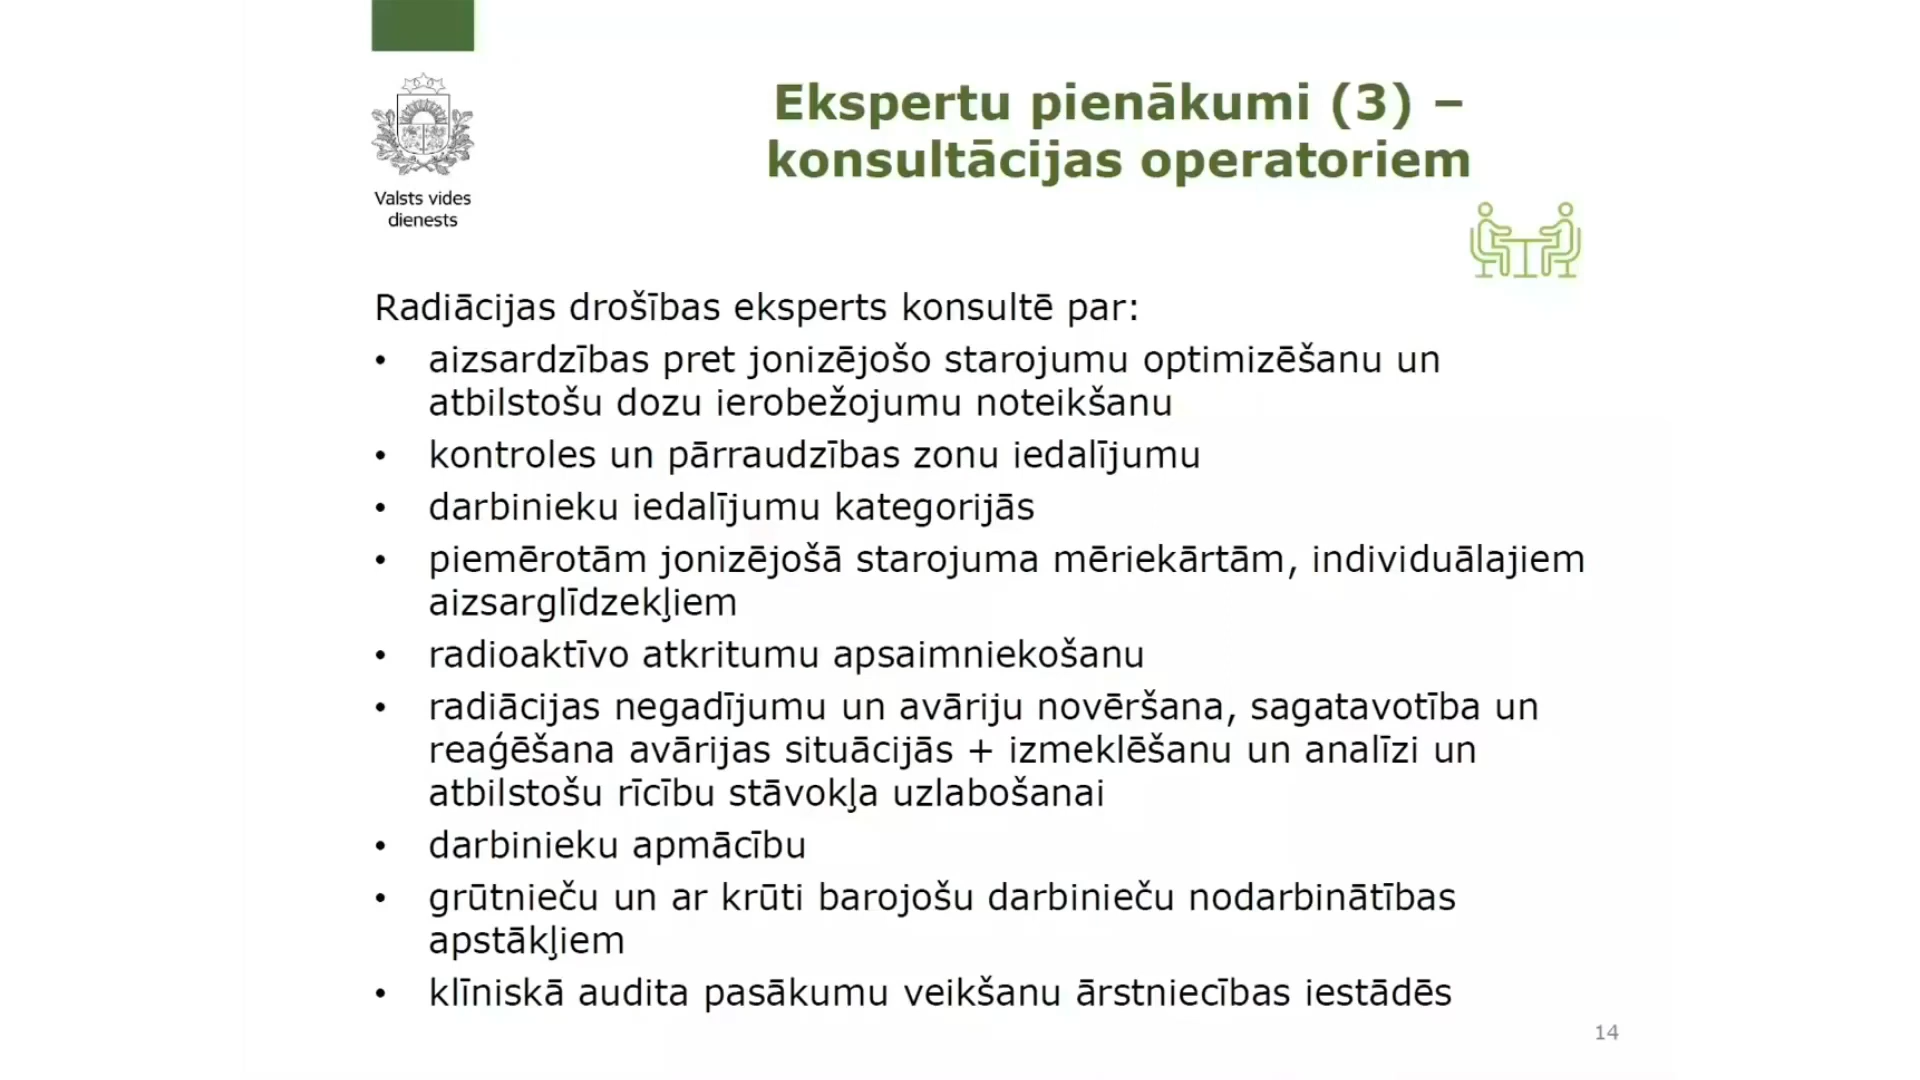 Valsts vides
dienests
Ekspertu pienākumi (3) –
konsultācijas operatoriem
Radiācijas drošības eksperts konsultē par:
• aizsardzības pret jonizējošo starojumu optimizēšanu un
atbilstošu dozu ierobežojumu noteikšanu
• kontroles un pārraudzības zonu iedalījumu
• darbinieku iedalījumu kategorijās
• piemērotām jonizējošā starojuma mēriekārtām, individuālajiem
aizsarglīdzekļiem
• radioaktīvo atkritumu apsaimniekošanu
• radiācijas negadījumu un avāriju novēršana, sagatavotība un
reaģēšana avārijas situācijās + izmeklēšanu un analīzi un
atbilstošu rīcību stāvokļa uzlabošanai
• darbinieku apmācību
• grūtnieču un ar krūti barojošu darbinieču nodarbinātības
apstākļiem
• klīniskā audita pasākumu veikšanu ārstniecības iestādēs
14